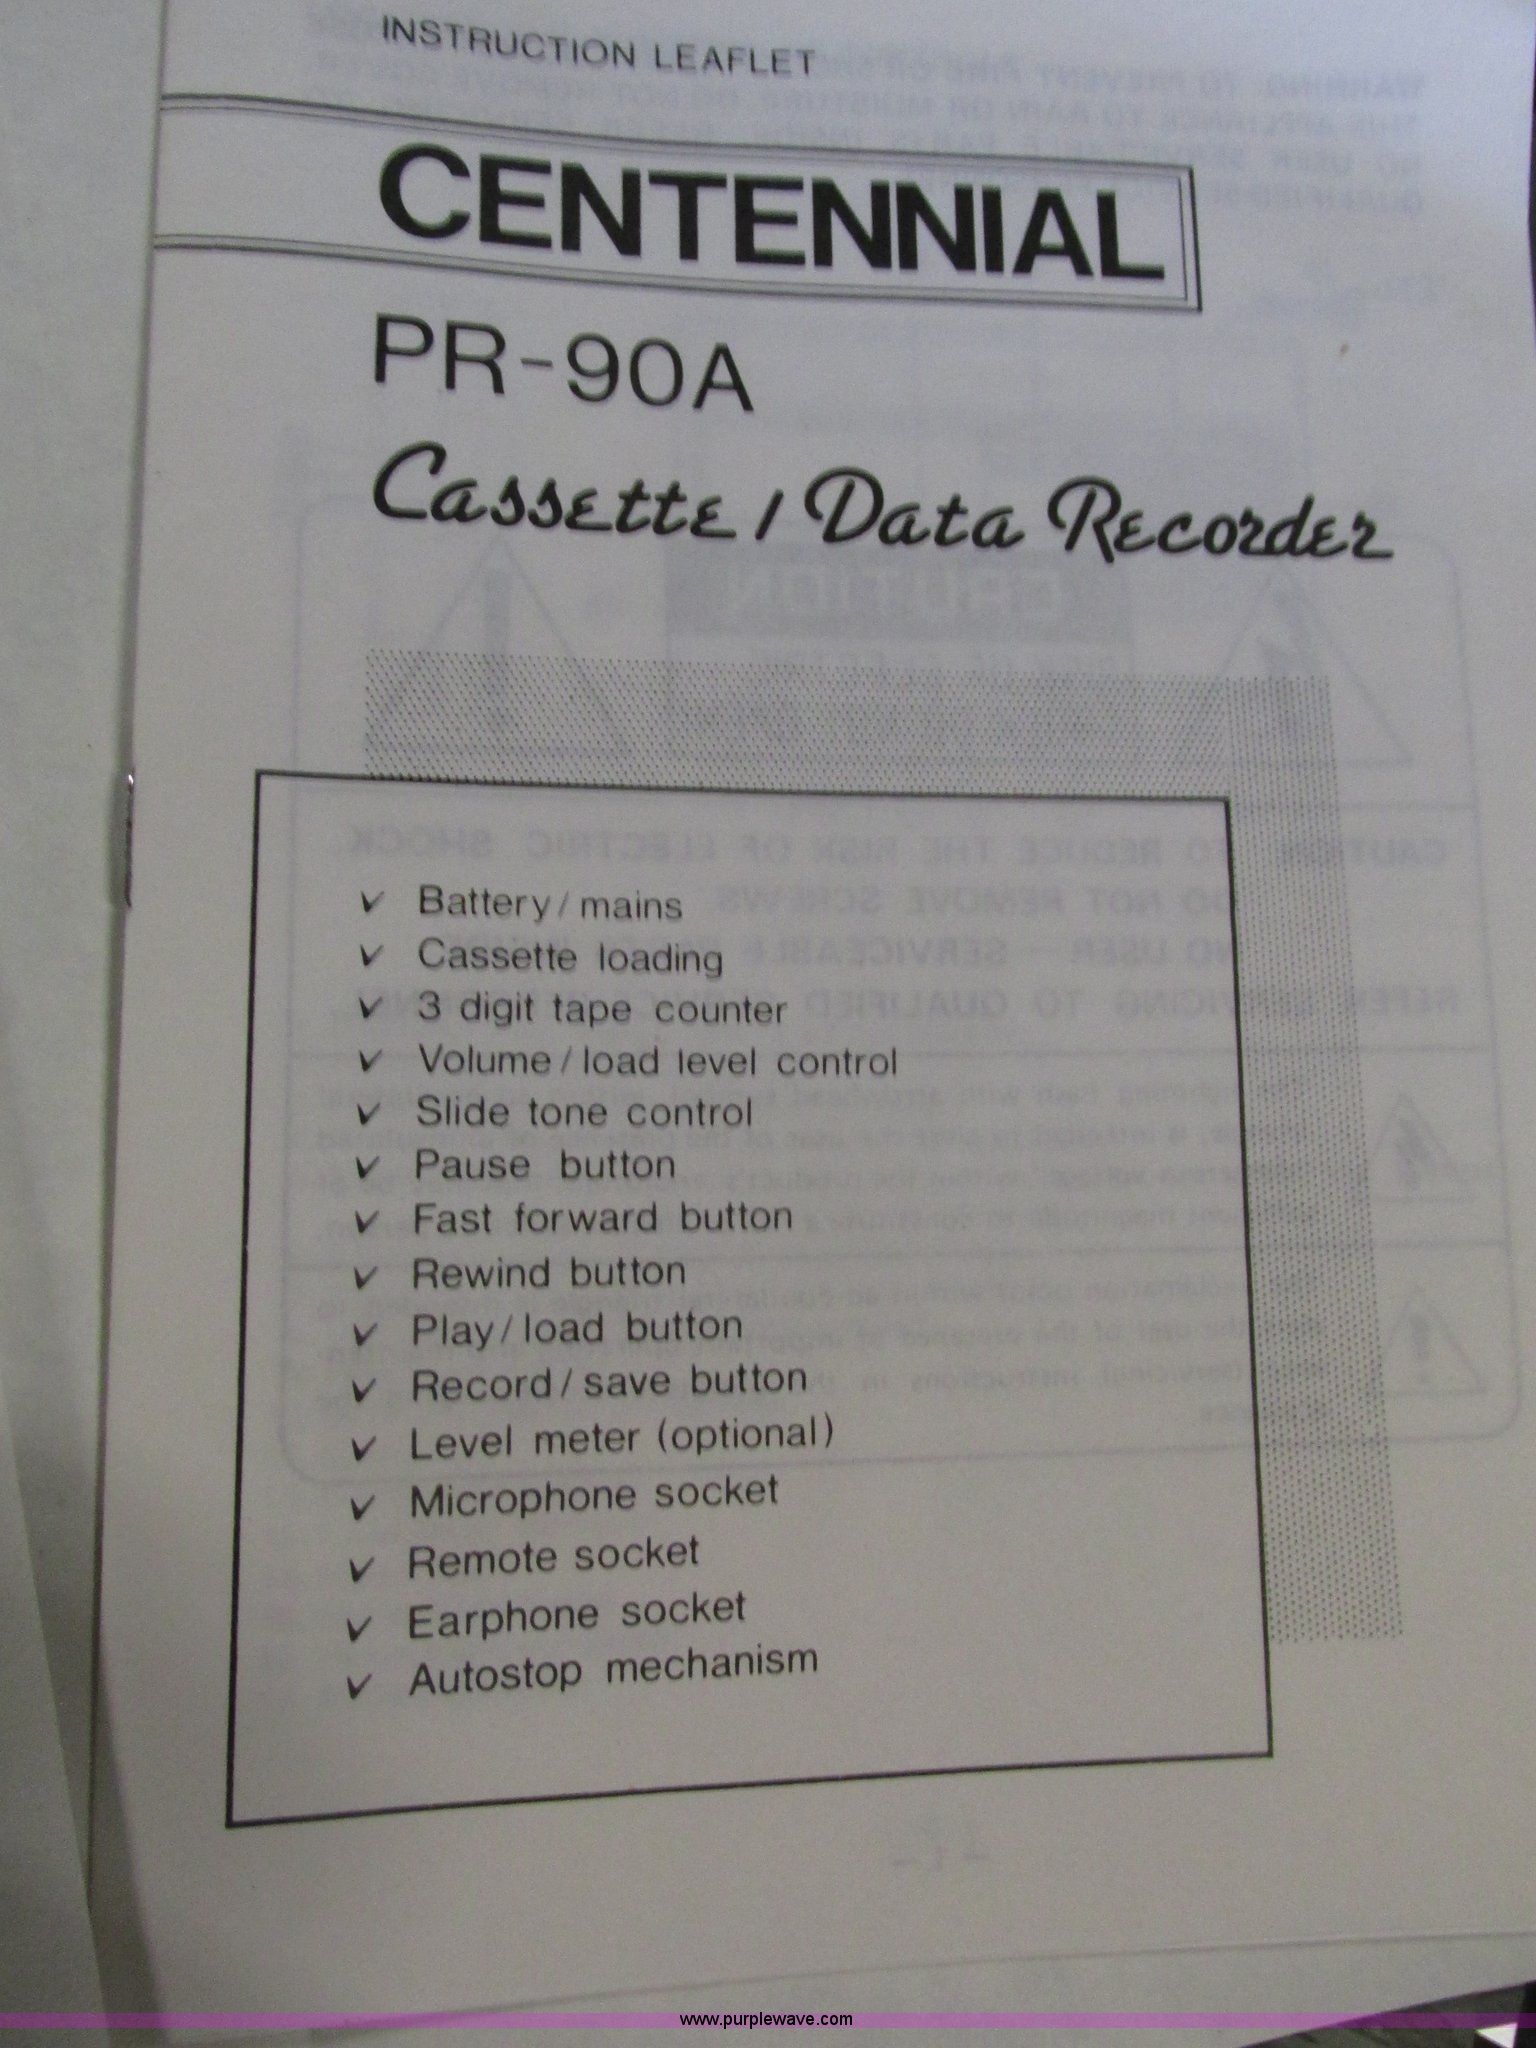 INSTRUCTION LEAFLET
CENTENNIAL
PR-90A
Cassette / Data Recorder
✓ Battery / mains
✓ Cassette loading
✓ 3 digit tape counter
✓ Volume / load level control
✓ Slide tone control
✓ Pause button
✓ Fast forward button
✓ Rewind button
✓ Play / load button
✓ Record / save button
✓ Level meter (optional)
✓ Microphone socket
✓ Remote socket
✓ Earphone socket
✓ Autostop mechanism
www.purplewave.com